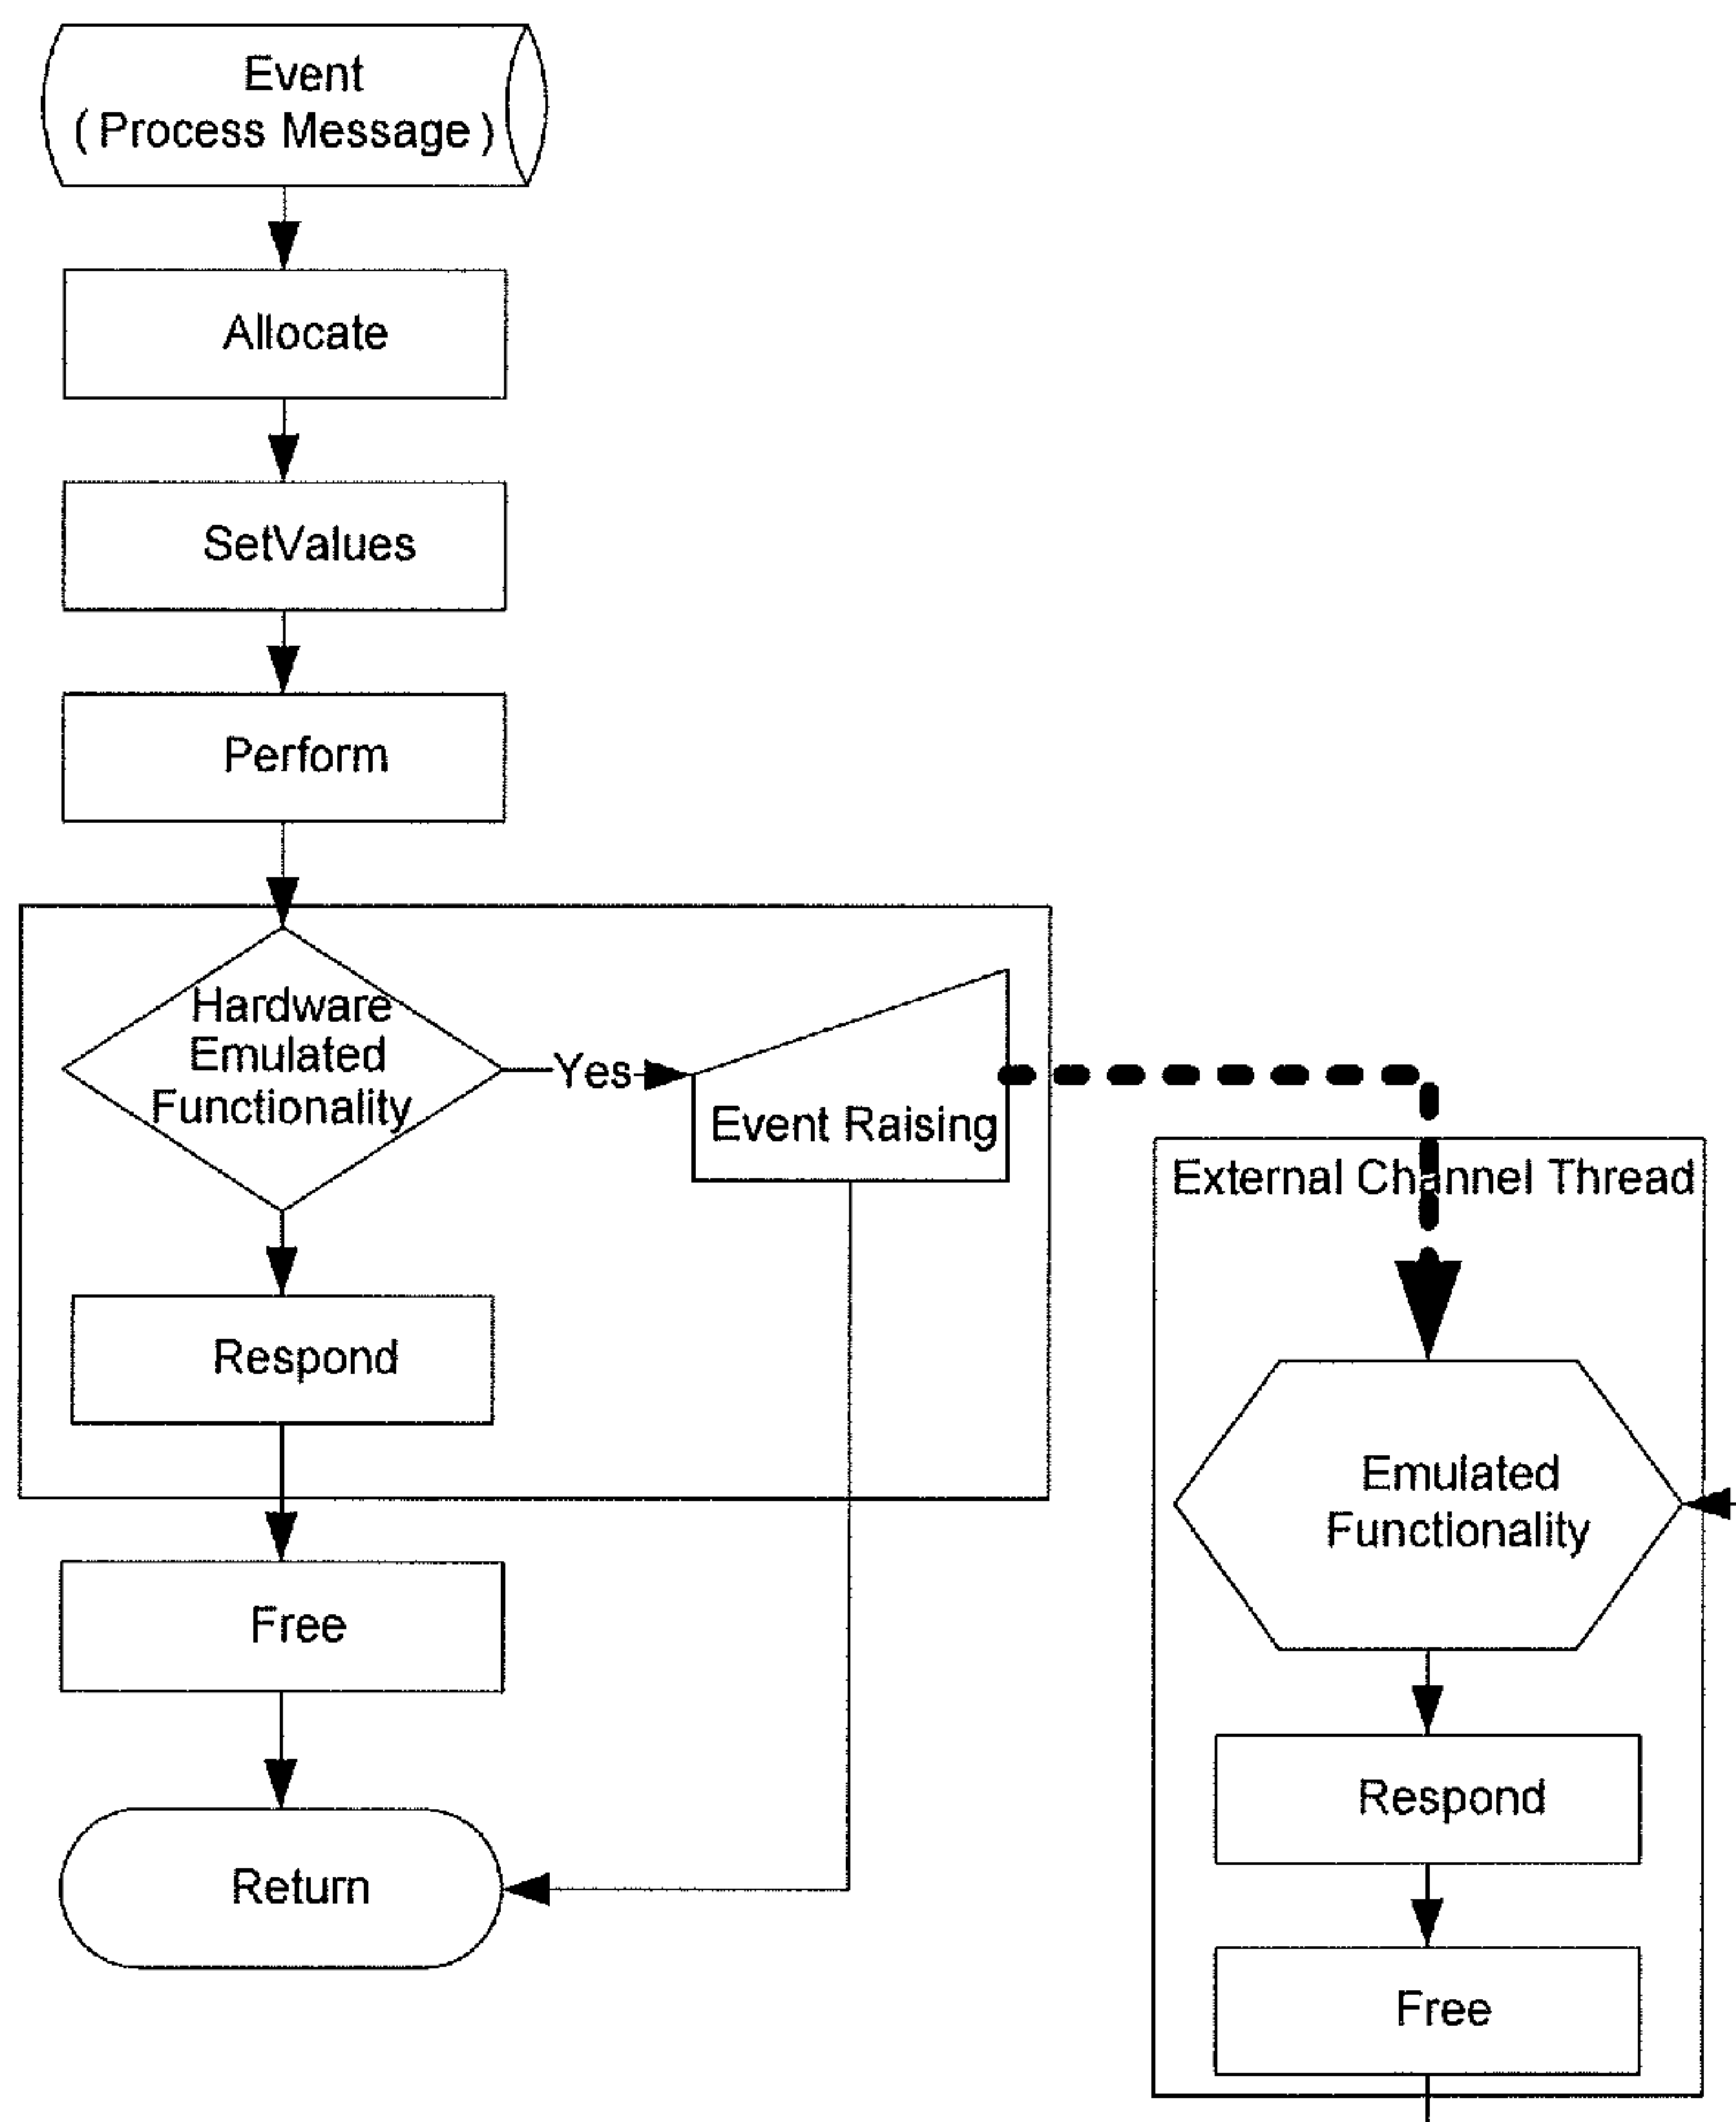 Event
( Process Message )
Allocate
SetValues
Perform
Hardware
Emulated
Functionality
Yes
Event Raising
External Channel Thread
Respond
Emulated
Functionality
Free
Respond
Return
Free